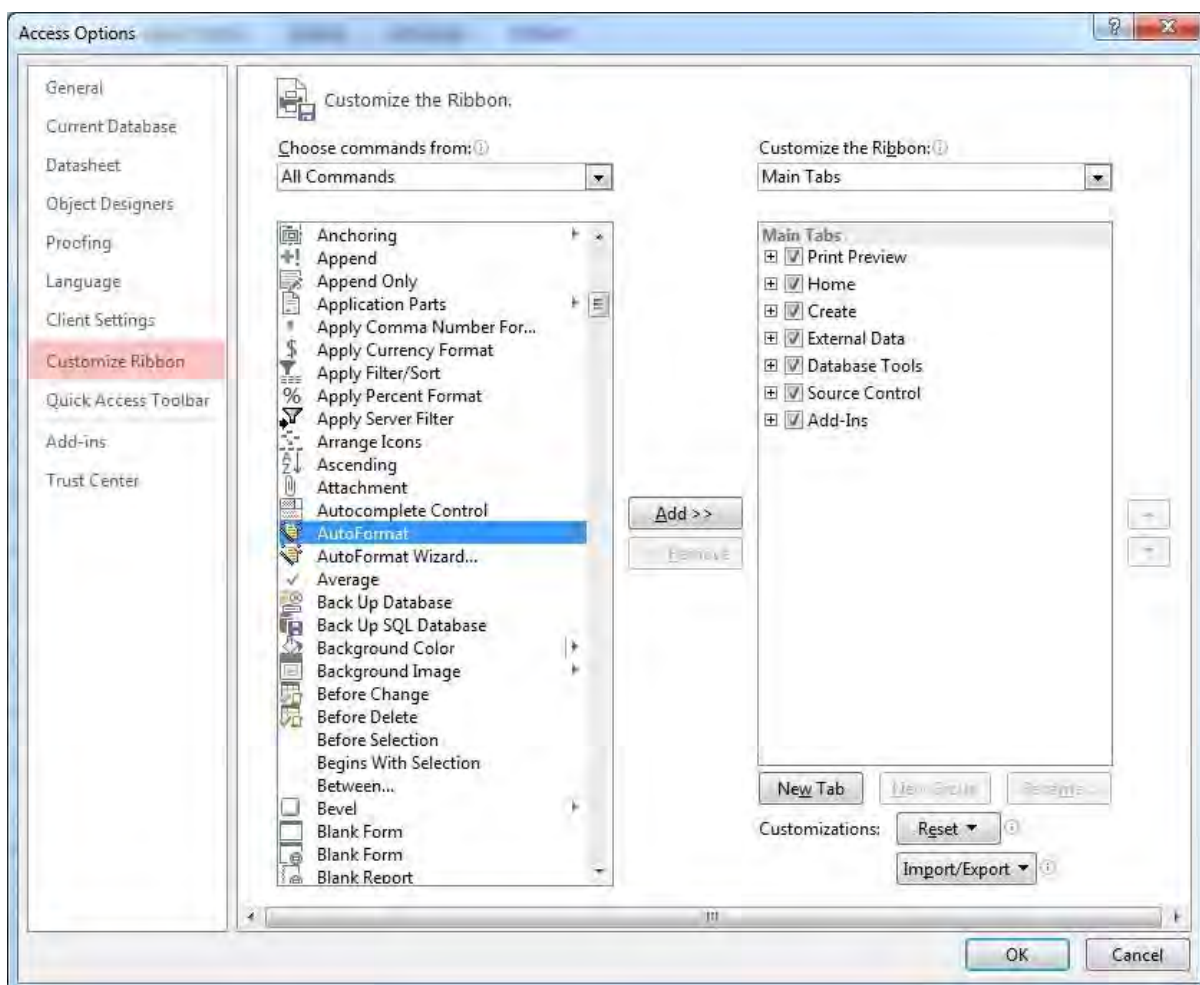 Access Options
General
Current Database
Datasheet
Object Designers
Proofing
Language
Client Settings
Customize Ribbon
Quick Access Toolbar
Add-ins
Trust Center
Customize the Ribbon.
Choose commands from:
All Commands
Anchoring
Append
Append Only
Application Parts
Apply Comma Number For...
Apply Currency Format
Apply Filter/Sort
Apply Percent Format
Apply Server Filter
Arrange Icons
Ascending
Attachment
Autocomplete Control
AutoFormat
AutoFormat Wizard...
Average
Back Up Database
Back Up SQL Database
Background Color
Background Image
Before Change
Before Delete
Before Selection
Begins With Selection
Between...
Bevel
Blank Form
Blank Form
Blank Report
Add >>
Remove
Customize the Ribbon:
Main Tabs
Main Tabs
Print Preview
Home
Create
External Data
Database Tools
Source Control
Add-Ins
New Tab
New Group
Rename...
Customizations:
Reset
Import/Export
OK
Cancel